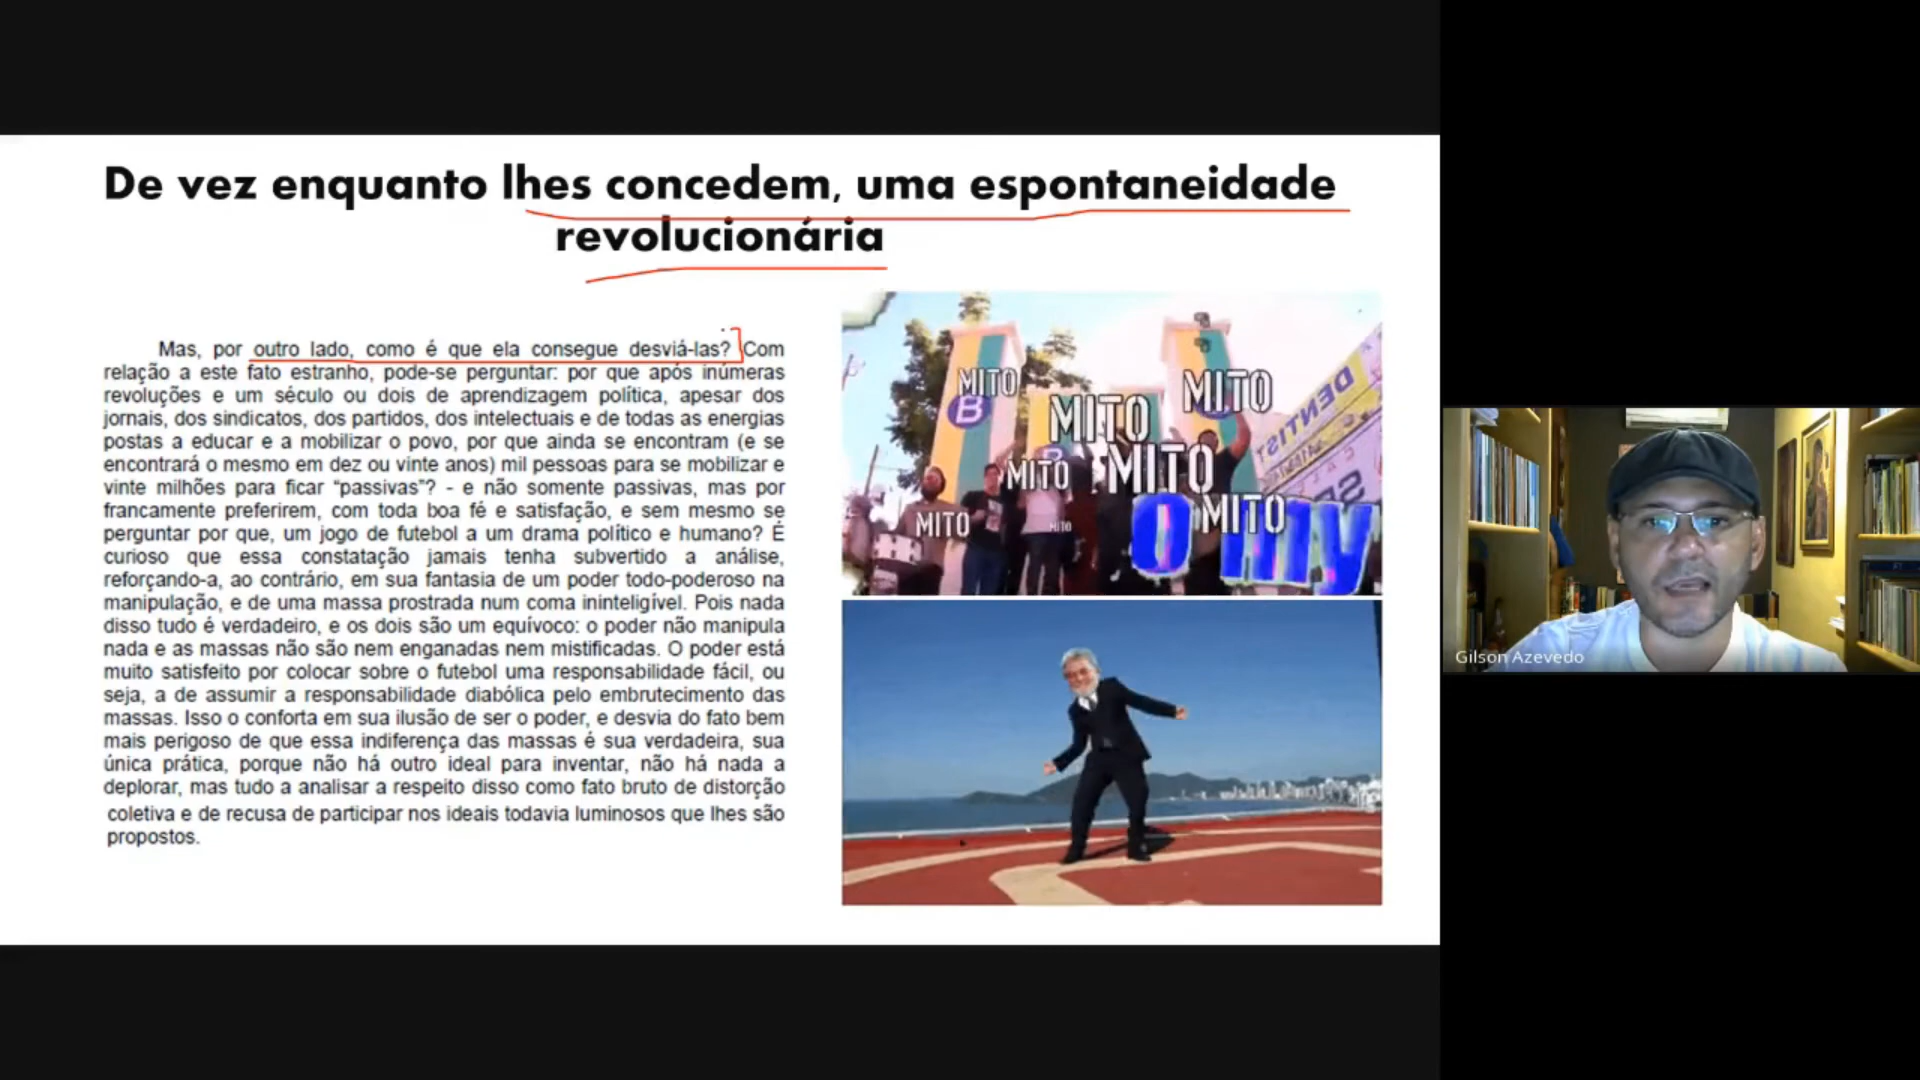 De vez enquanto lhes concedem, uma espontaneidade
revolucionária
Mas, por outro lado, como é que ela consegue desviá-las? Com
relação a este fato estranho, pode-se perguntar: por que após inúmeras
revoluções e um século ou dois de aprendizagem política, apesar dos
jornais, dos sindicatos, dos partidos, dos intelectuais e de todas as energias
postas a educar e a mobilizar o povo, por que ainda se encontram (e se
encontrará o mesmo em dez ou vinte anos) mil pessoas para se mobilizar e
vinte milhões para ficar “passivas”? - e não somente passivas, mas por
francamente preferirem, com toda boa fé e satisfação, e sem mesmo se
perguntar por que, um jogo de futebol a um drama político e humano? É
curioso que essa constatação jamais tenha subvertido a análise,
reforçando-a, ao contrário, em sua fantasia de um poder todo-poderoso na
manipulação, e de uma massa prostrada num coma ininteligível. Pois nada
disso tudo é verdadeiro, e os dois são um equívoco: o poder não manipula
nada e as massas não são nem enganadas nem mistificadas. O poder está
muito satisfeito por colocar sobre o futebol uma responsabilidade fácil, ou
seja, a de assumir a responsabilidade diabólica pelo embrutecimento das
massas. Isso o conforta em sua ilusão de ser o poder, e desvia do fato bem
mais perigoso de que essa indiferença das massas é sua verdadeira, sua
única prática, porque não há outro ideal para inventar, não há nada a
deplorar, mas tudo a analisar a respeito disso como fato bruto de distorção
coletiva e de recusa de participar nos ideais todavia luminosos que lhes são
propostos.
MITO
MITO
B
MITO
DENTIST
MITO
MITO
MITO
MITO
MITO
O my
Gilson Azevedo